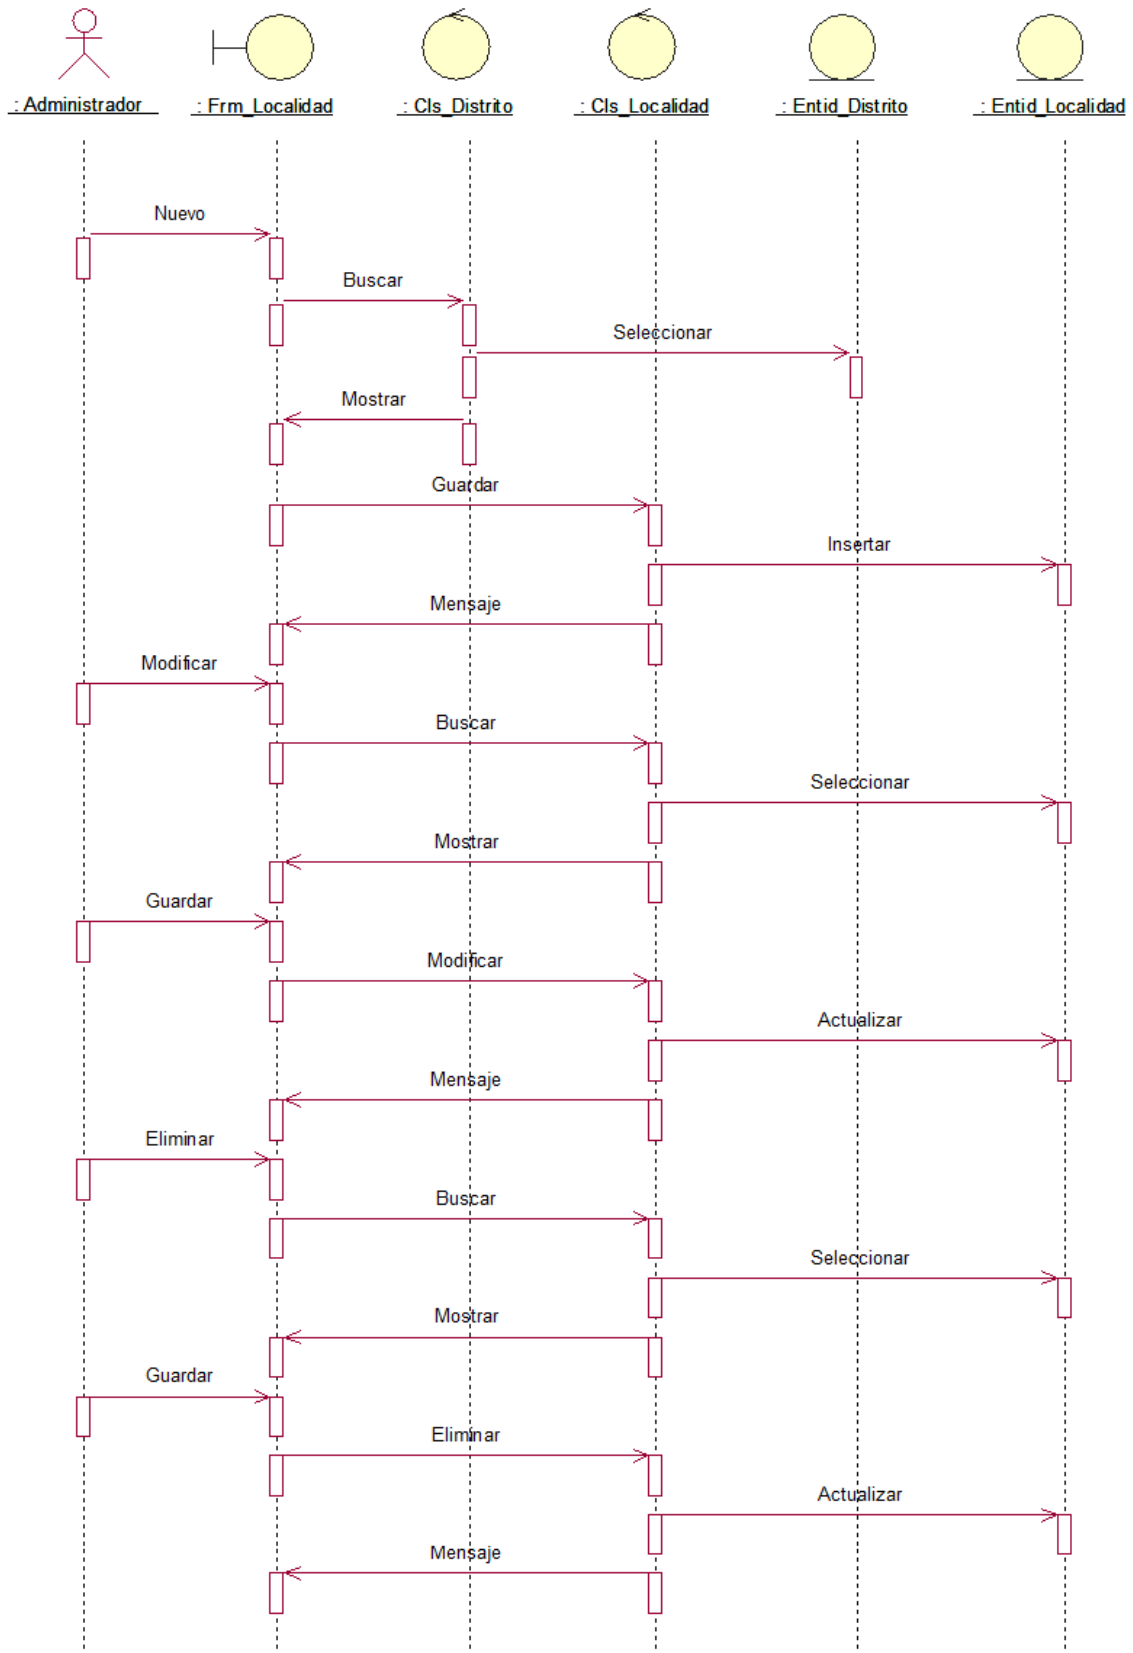 : Administrador
: Frm_Localidad
: Cls_Distrito
: Cls_Localidad
: Entid_Distrito
: Entid_Localidad
Nuevo
Buscar
Seleccionar
Mostrar
Guardar
Insertar
Mensaje
Modificar
Buscar
Seleccionar
Mostrar
Guardar
Modificar
Actualizar
Mensaje
Eliminar
Buscar
Seleccionar
Mostrar
Guardar
Eliminar
Actualizar
Mensaje